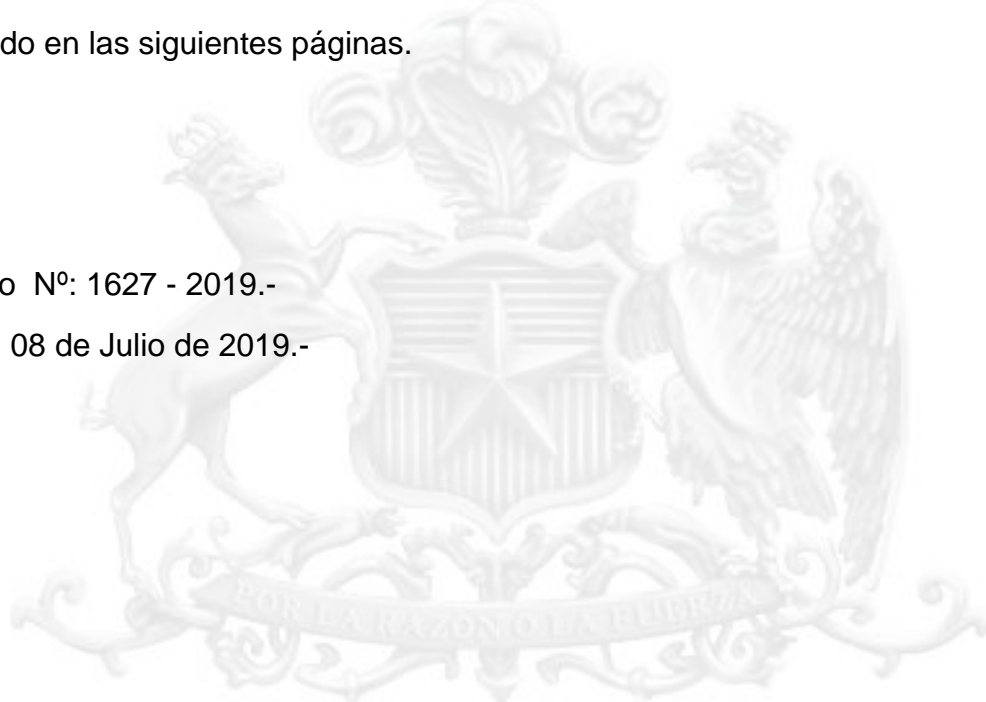 do en las siguientes páginas.
o Nº: 1627 - 2019.-
08 de Julio de 2019.-
POR LA RAZON O LA FUERZA